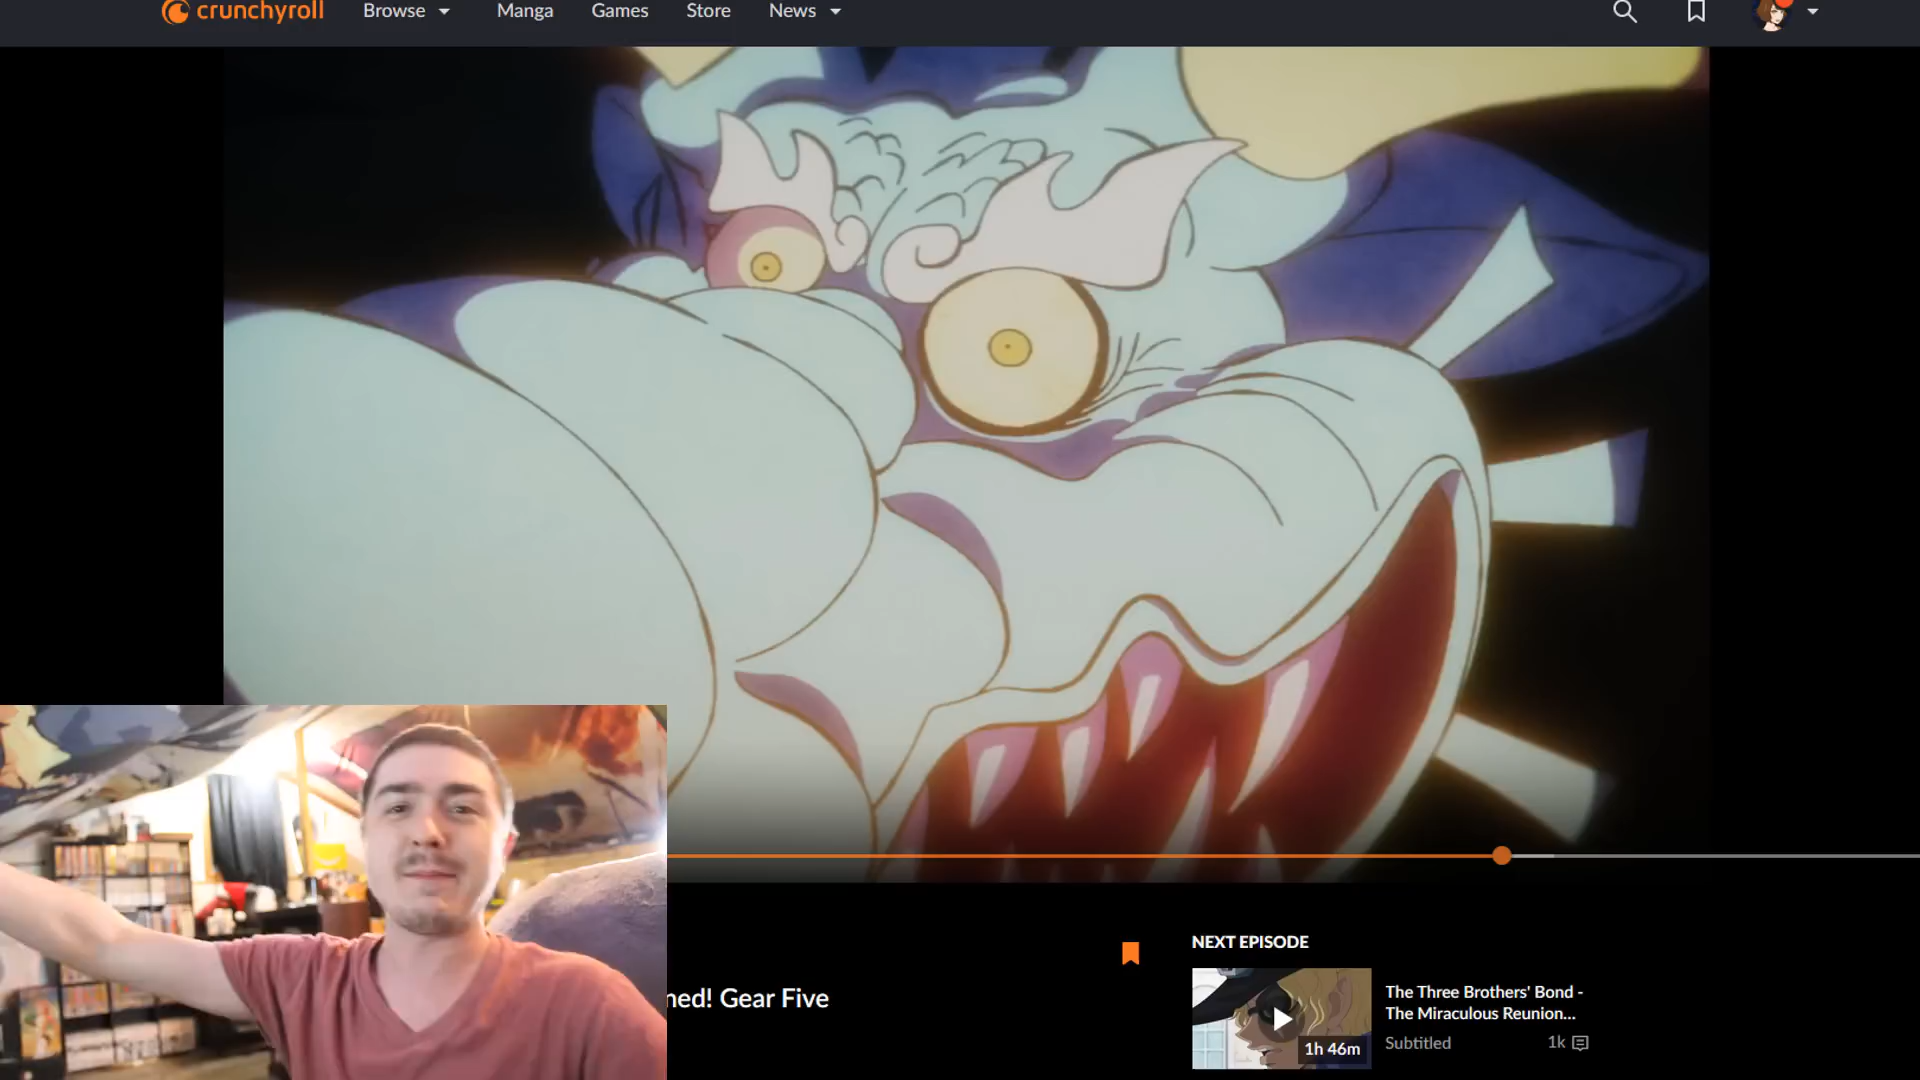 crunchyroll Browse Manga Games Store News
NEXT EPISODE
ned! Gear Five
The Three Brothers' Bond -
The Miraculous Reunion...
1h 46m
Subtitled 1k